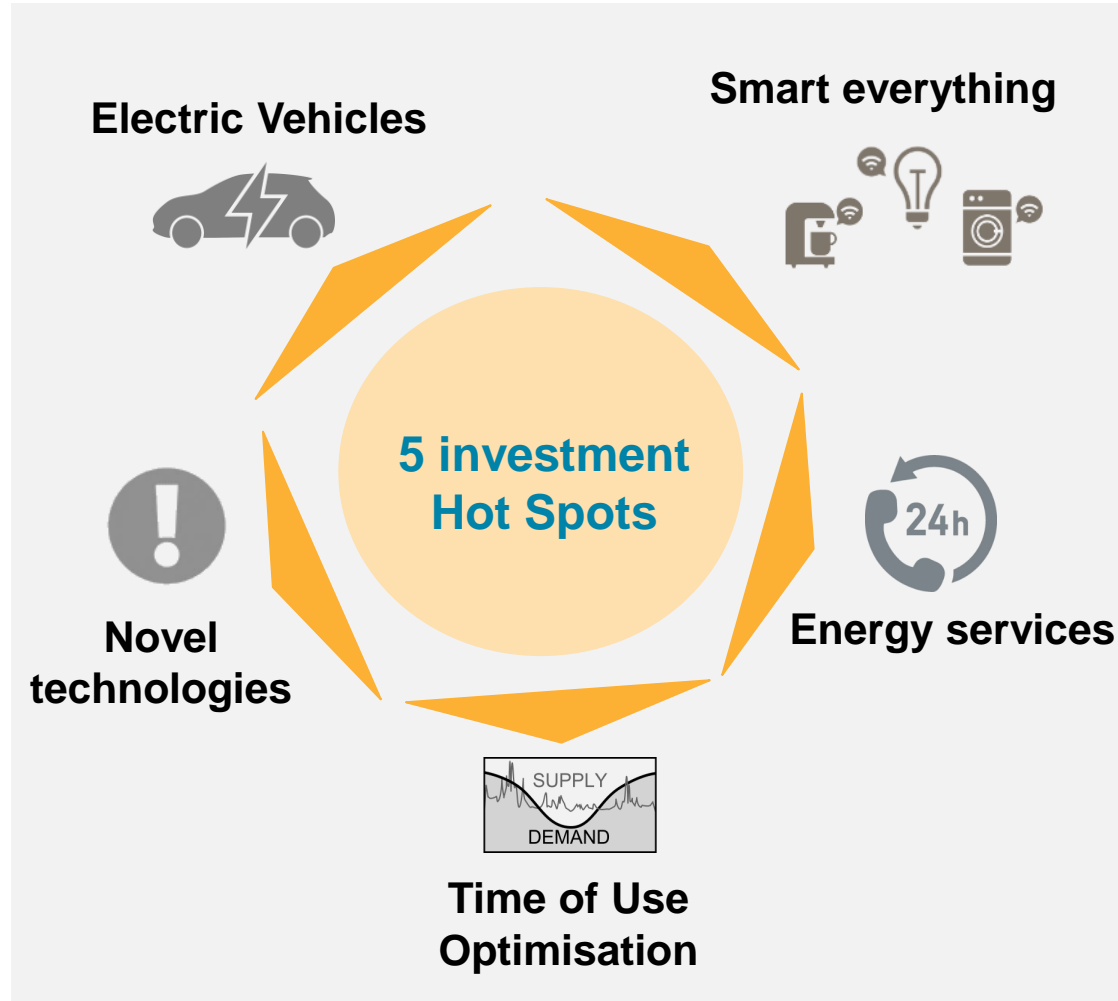 Smart everything
Electric Vehicles
5 investment
Hot Spots
24h
Novel
technologies
Energy services
SUPPLY
DEMAND
Time of Use
Optimisation